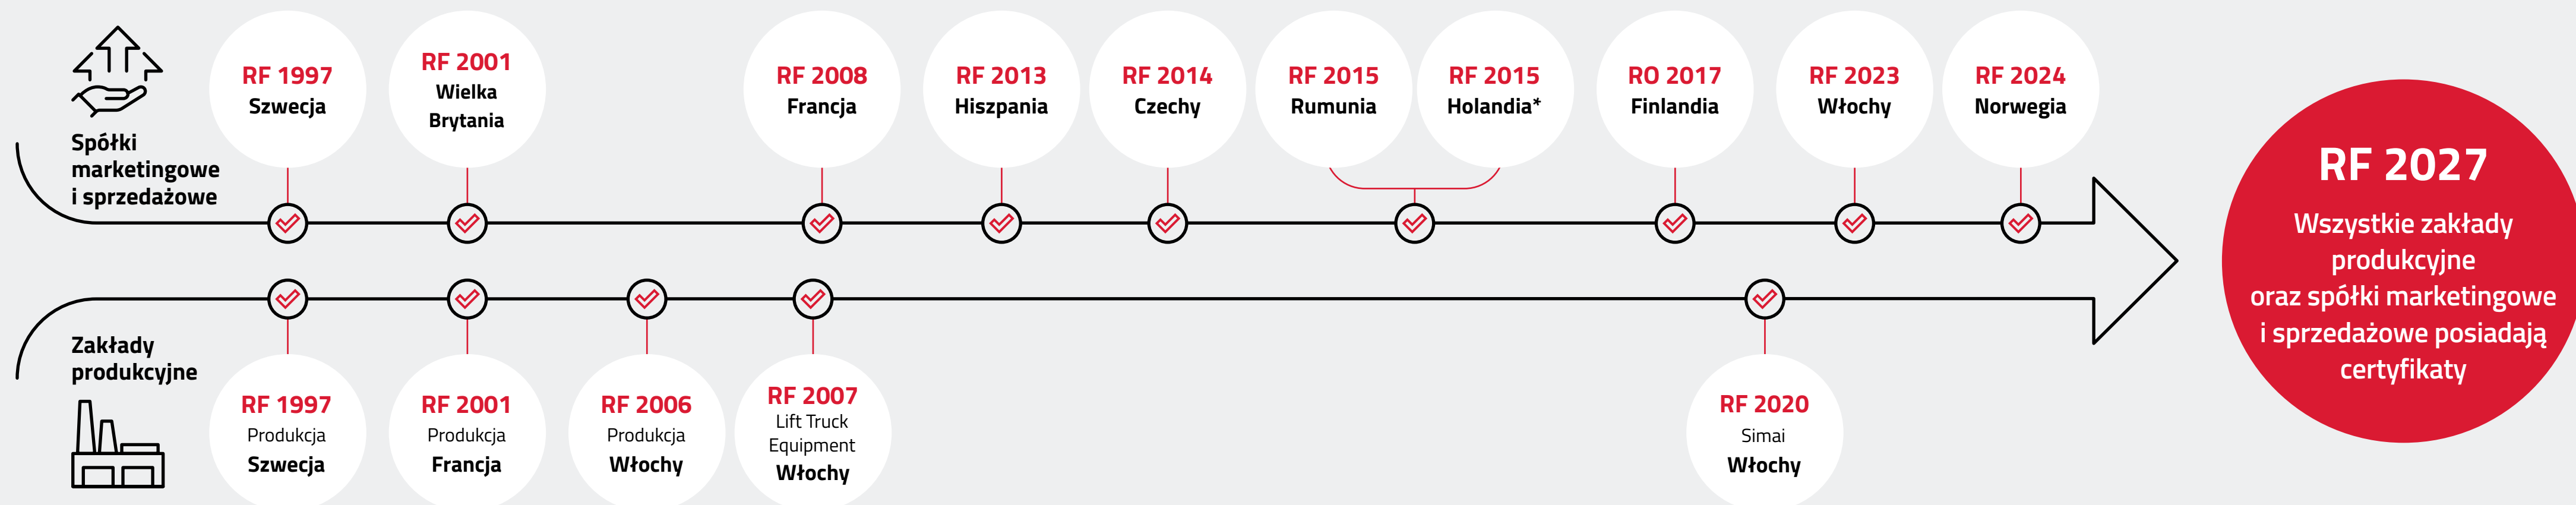 Spółki
marketingowe
i sprzedażowe
RF 1997
Szwecja
RF 2001
Wielka
Brytania
RF 2008
Francja
RF 2013
Hiszpania
RF 2014
Czechy
RF 2015
Rumunia
RF 2015
Holandia*
RO 2017
Finlandia
RF 2023
Włochy
RF 2024
Norwegia
Zakłady
produkcyjne
RF 1997
Produkcja
Szwecja
RF 2001
Produkcja
Francja
RF 2006
Produkcja
Włochy
RF 2007
Lift Truck
Equipment
Włochy
RF 2020
Simai
Włochy
RF 2027
Wszystkie zakłady
produkcyjne
oraz spółki marketingowe
i sprzedażowe posiadają
certyfikaty